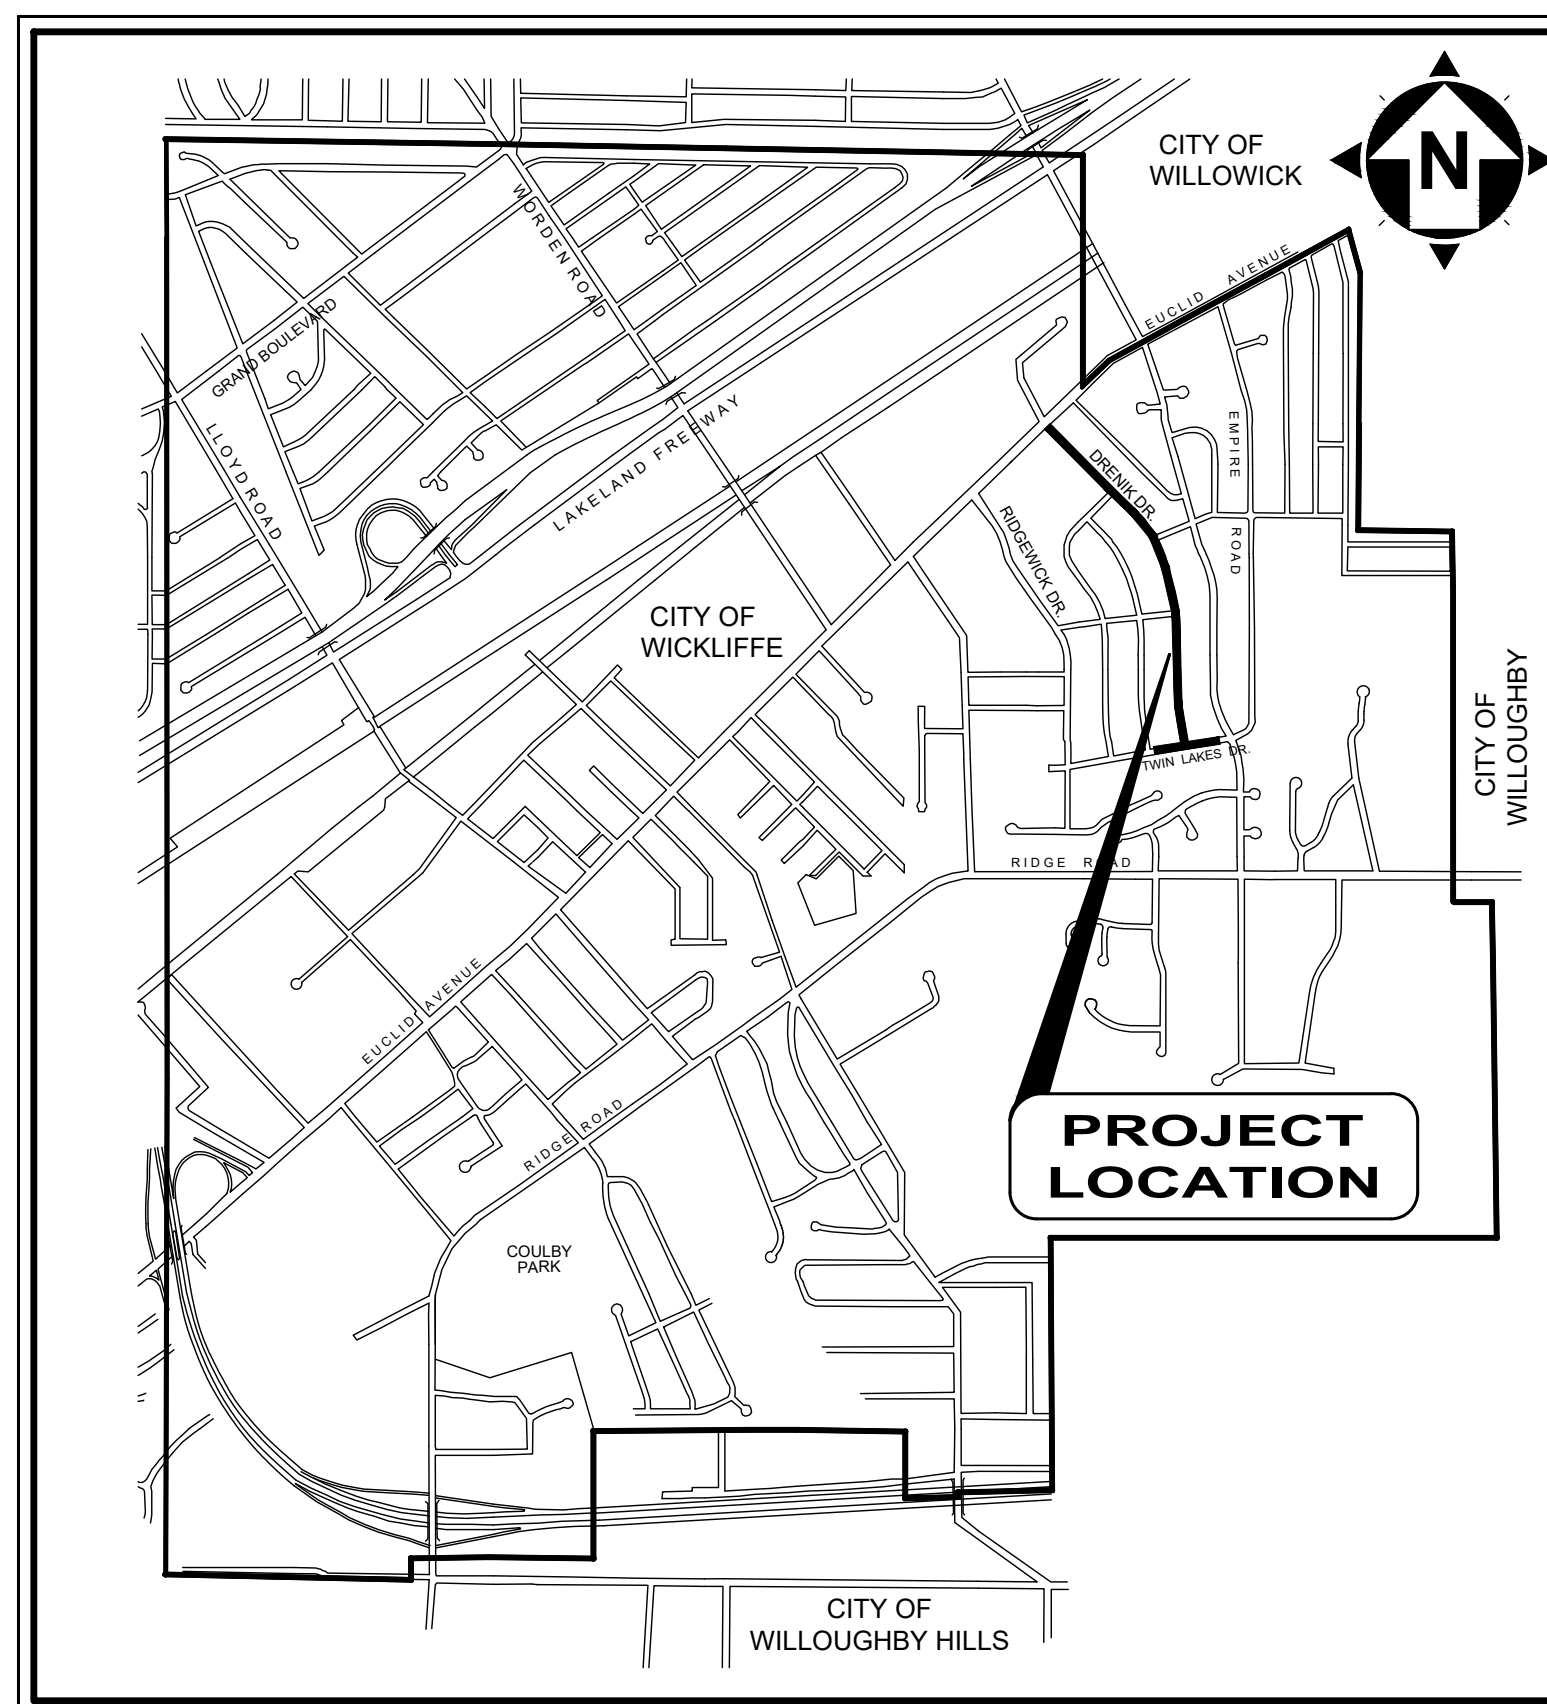 CITY OF
WILLOWICK
N
WORDEN ROAD
EUCLID AVENUE
GRAND BOULEVARD
LLOYD ROAD
LAKELAND FREEWAY
EMPIRE ROAD
DRENIK DR.
RIDGEWICK DR.
CITY OF
WICKLIFFE
CITY OF
WILLOUGHBY
TWIN LAKES DR.
RIDGE ROAD
EUCLID AVENUE
RIDGE ROAD
PROJECT
LOCATION
COULBY
PARK
CITY OF
WILLOUGHBY HILLS